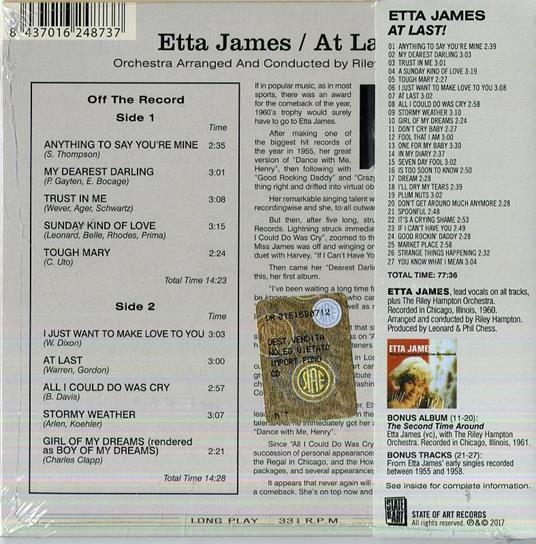 8 437016 248737
Etta James / At La
Orchestra Arranged And Conducted by Riley
Off The Record
Side 1
Time
ANYTHING TO SAY YOU'RE MINE 2:35
(S. Thompson)
MY DEAREST DARLING 3:01
(P. Gayten, E. Bocage)
TRUST IN ME 3:08
(Wever, Ager, Schwartz)
SUNDAY KIND OF LOVE 3:15
(Leonard, Belle, Rhodes, Prima)
TOUGH MARY 2:24
(C. Uto)
Total Time 14:23
Side 2
Time
I JUST WANT TO MAKE LOVE TO YOU 3:03
(W. Dixon)
AT LAST 3:00
(Warren, Gordon)
ALL I COULD DO WAS CRY 2:57
(B. Davis)
STORMY WEATHER 3:07
(Arlen, Koehler)
GIRL OF MY DREAMS (rendered
as BOY OF MY DREAMS) 2:21
(Charles Clapp)
Total Time 14:28
If in popular music, as in most
sports, there was an award
for the comeback of the year,
1960's trophy would surely
have to go to Etta James.
After making one of
the biggest hit records of
the year in 1955, her great
version of "Dance with Me,
Henry", then following with
"Good Rocking Daddy" and "Crazy
thing right and drifted into virtual ob
Her remarkable singing talent w
recordingwise and, she, to all outwar
But then, after five long, stru
Records. Lightning struck immediat
I Could Do Was Cry", zoomed to th
Miss James was off and winging on
duet with Harvey, "If I Can't Have Yo
Then came her "Dearest Darlin
this, her first album.
"I've been waiting a long time fo
be known
DR 0151580712
DEST. VENDITA
NOLEG. VIETATO
IMPORT FONO
CD
SIAE
"Dance with Me, Henry".
Since "All I Could Do Was Cry
succession of personal appearances
the Regal in Chicago, and the How
packages, and several appearances
It appears that never again will
a comeback. She's on top now and
LONG PLAY 33⅓ R.P.M.
ETTA JAMES
AT LAST!
01 ANYTHING TO SAY YOU'RE MINE 2:39
02 MY DEAREST DARLING 3:03
03 TRUST IN ME 3:01
04 A SUNDAY KIND OF LOVE 3:19
05 TOUGH MARY 2:27
06 I JUST WANT TO MAKE LOVE TO YOU 3:08
07 AT LAST 3:02
08 ALL I COULD DO WAS CRY 2:58
09 STORMY WEATHER 3:10
10 GIRL OF MY DREAMS 2:24
11 DON'T CRY BABY 2:27
12 FOOL THAT I AM 3:00
13 ONE FOR MY BABY 3:30
14 IN MY DIARY 2:37
15 SEVEN DAY FOOL 3:02
16 IT'S TOO SOON TO KNOW 2:50
17 DREAM 2:28
18 I'LL DRY MY TEARS 2:39
19 PLUM NUTS 3:02
20 DON'T GET AROUND MUCH ANYMORE 2:28
21 SPOONFUL 2:48
22 IT'S A CRYING SHAME 2:53
23 IF I CAN'T HAVE YOU 2:49
24 GOOD ROCKIN' DADDY 2:28
25 MARKET PLACE 2:58
26 STRANGE THINGS HAPPENING 2:32
27 YOU KNOW WHAT I MEAN 3:04
TOTAL TIME: 77:36
ETTA JAMES, lead vocals on all tracks,
plus The Riley Hampton Orchestra.
Recorded in Chicago, Illinois, 1960.
Arranged and conducted by Riley Hampton.
Produced by Leonard & Phil Chess.
ETTA JAMES
BONUS ALBUM (11-20):
The Second Time Around
Etta James (vc), with The Riley Hampton
Orchestra. Recorded in Chicago, Illinois, 1961.
BONUS TRACKS (21-27):
From Etta James' early singles recorded
between 1955 and 1958.
See inside for complete information.
STATE OF ART
STATE OF ART RECORDS
All rights reserved. ℗ & © 2017